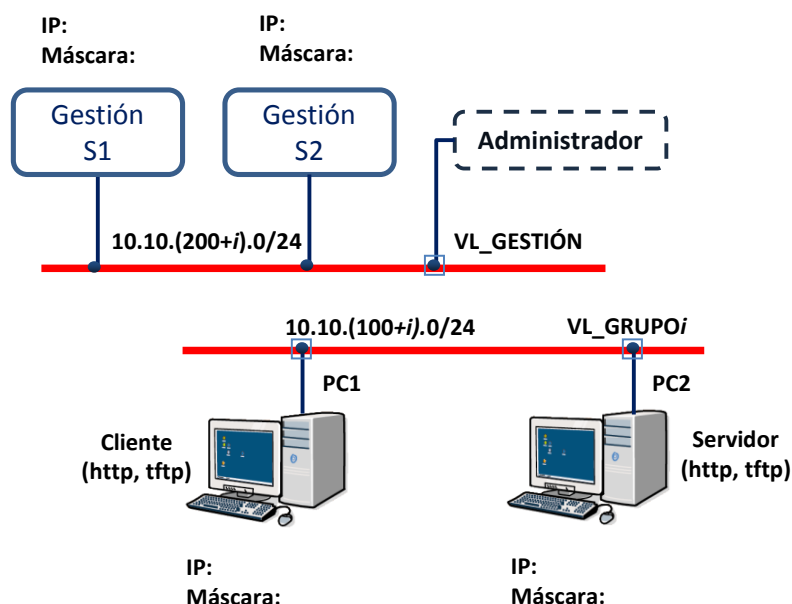 IP:
Máscara:
IP:
Máscara:
Gestión
S1
Gestión
S2
Administrador
10.10.(200+i).0/24
VL_GESTIÓN
10.10.(100+i).0/24
VL_GRUPOi
PC1
PC2
Cliente
(http, tftp)
Servidor
(http, tftp)
IP:
Máscara:
IP:
Máscara: